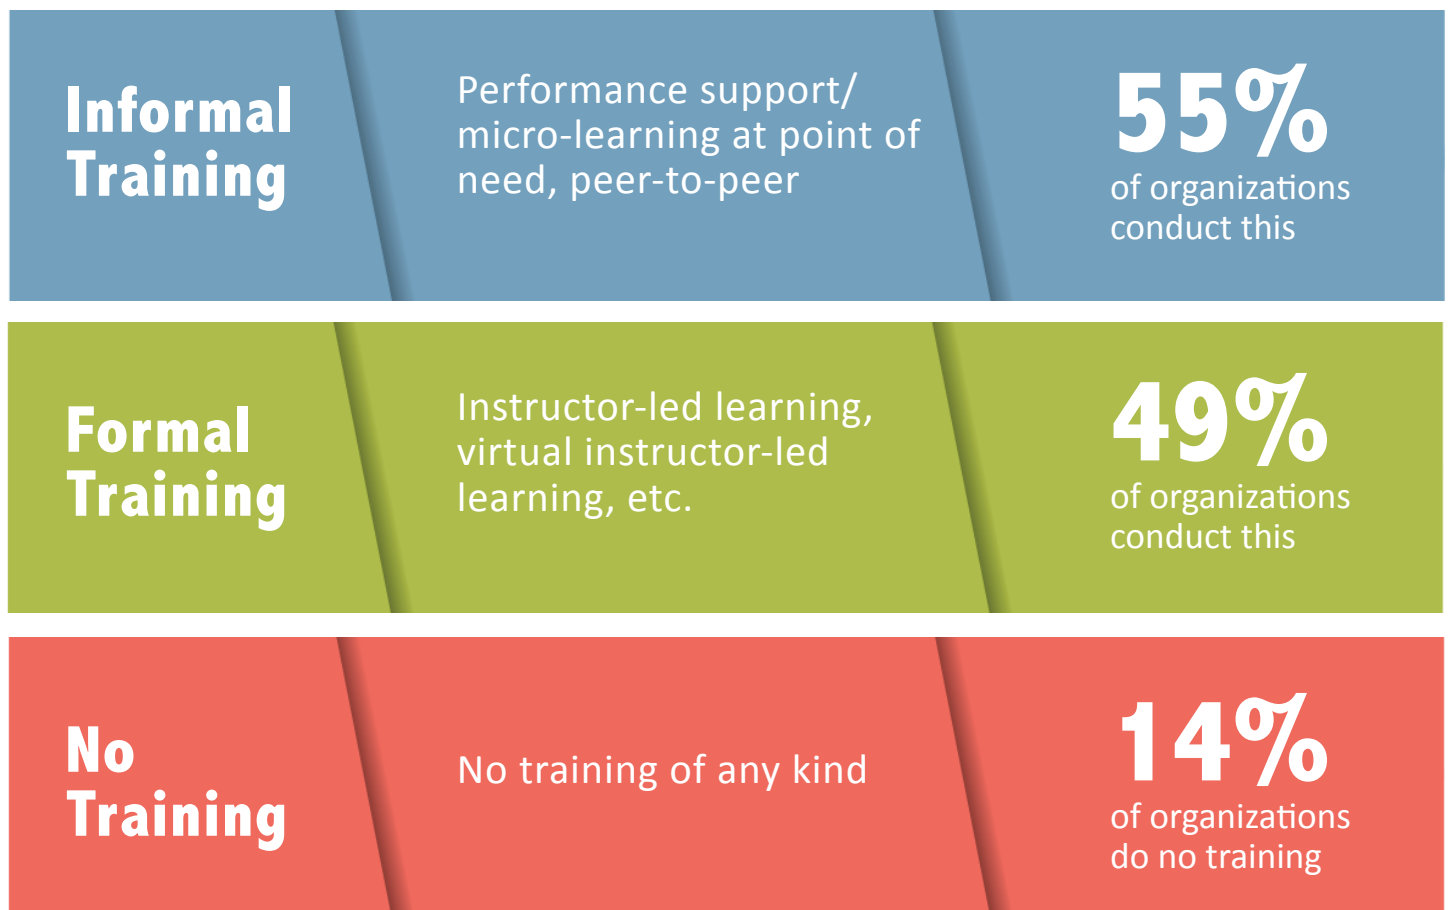 Informal
Training
Performance support/
micro-learning at point of
need, peer-to-peer
55%
of organizations
conduct this
Formal
Training
Instructor-led learning,
virtual instructor-led
learning, etc.
49%
of organizations
conduct this
No
Training
No training of any kind
14%
of organizations
do no training